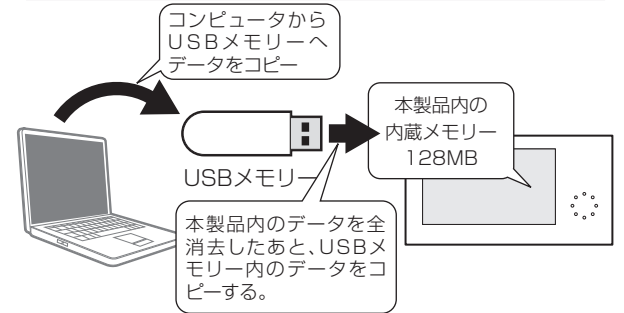 コンピュータから
USBメモリーへ
データをコピー
本製品内の
内蔵メモリー
128MB
USBメモリー
本製品内のデータを全
消去したあと、USBメ
モリー内のデータをコ
ピーする。